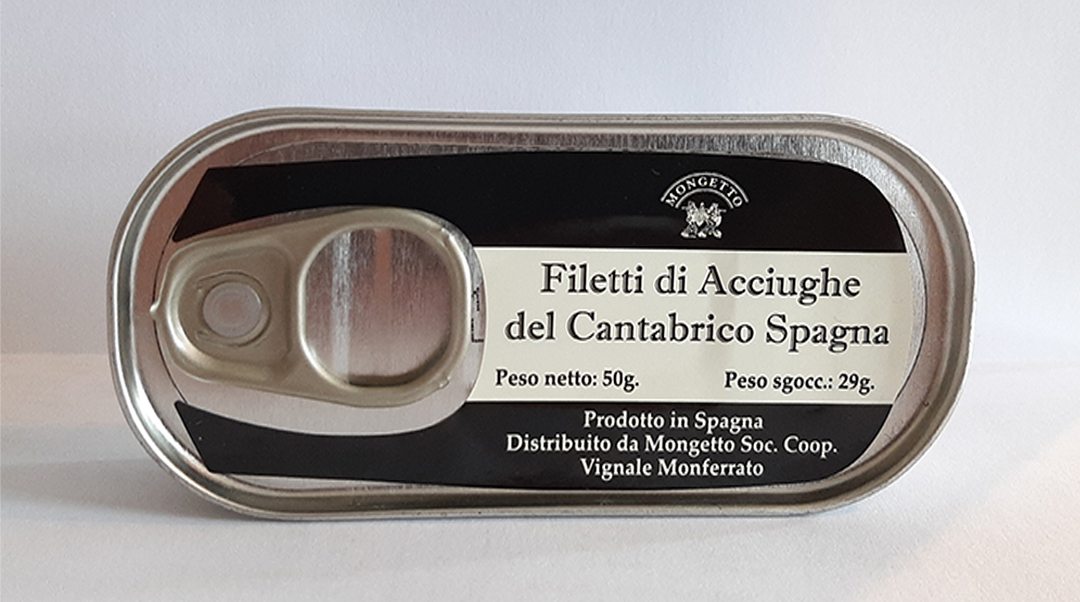 MONGETTO
Filetti di Acciughe
del Cantabrico Spagna
Peso netto: 50g. Peso sgocc.: 29g.
Prodotto in Spagna
Distribuito da Mongetto Soc. Coop.
Vignale Monferrato